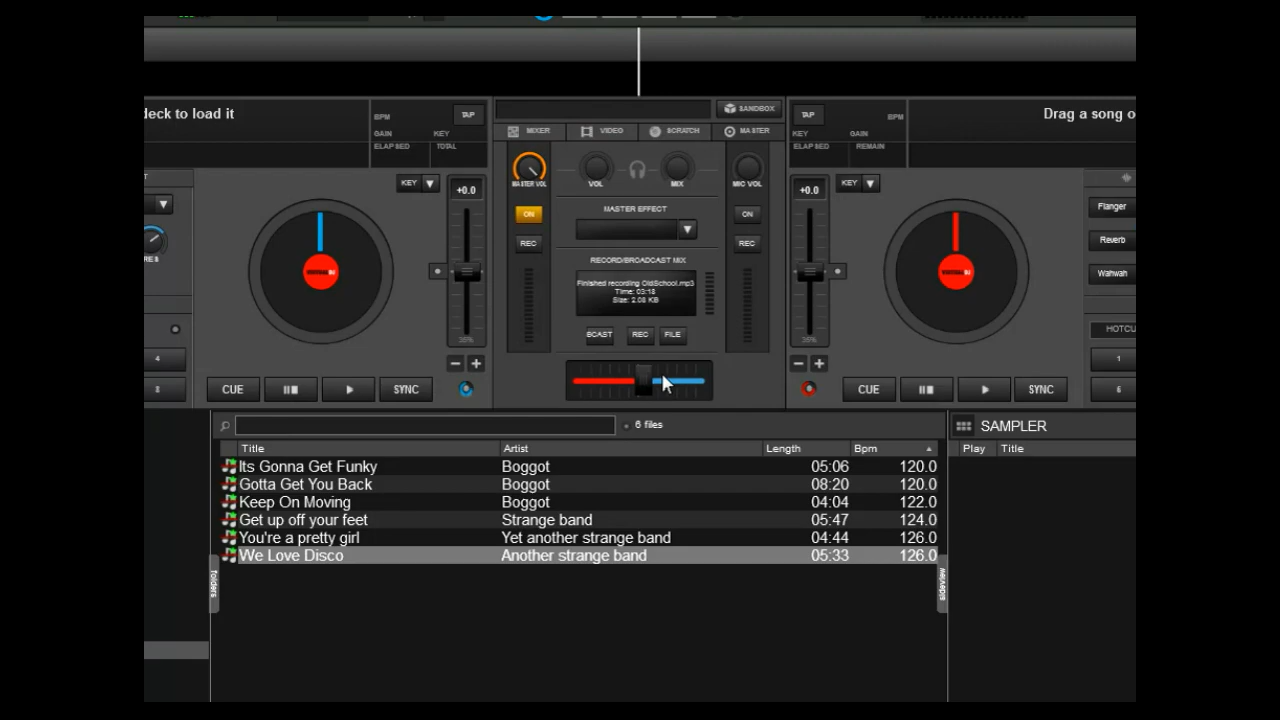 deck to load it
BPM
TAP
GAIN
KEY
ELAPSED
TOTAL
SANDBOX
MIXER
VIDEO
SCRATCH
MASTER
TAP
BPM
KEY
GAIN
ELAPSED
REMAIN
Drag a song o
KEY
+0.0
MASTER VOL
VOL
MIX
MIC VOL
+0.0
KEY
ON
REC
MASTER EFFECT
ON
REC
Flanger
Reverb
Wahwah
RECORD/BROADCAST MIX
Finished recording OldSchool.mp3
Time: 03:18
Size: 2.08 KB
BCAST
REC
FILE
HOTCU
4
1
CUE
SYNC
CUE
SYNC
6 files
SAMPLER
Title
Artist
Length
Bpm
Play
Title
Its Gonna Get Funky
Boggot
05:06
120.0
Gotta Get You Back
Boggot
08:20
120.0
Keep On Moving
Boggot
04:04
122.0
Get up off your feet
Strange band
05:47
124.0
You're a pretty girl
Yet another strange band
04:44
126.0
We Love Disco
Another strange band
05:33
126.0
folders
sideview